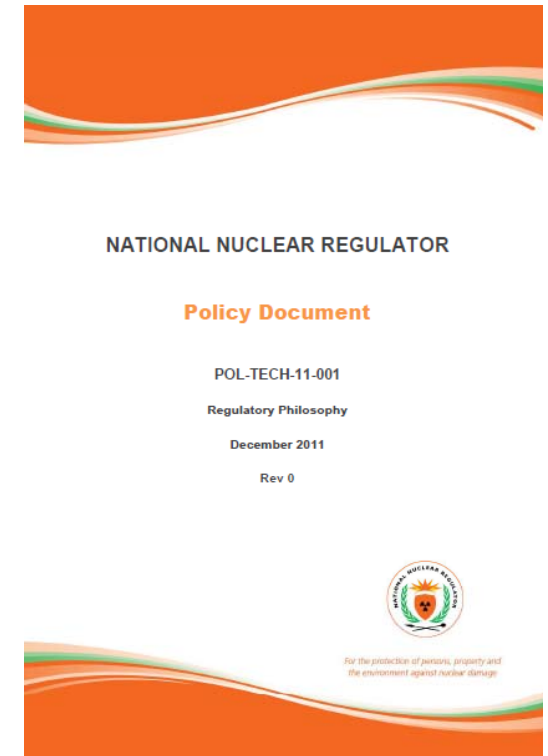 NATIONAL NUCLEAR REGULATOR
Policy Document
POL-TECH-11-001
Regulatory Philosophy
December 2011
Rev 0
NATIONAL NUCLEAR REGULATOR
For the protection of persons, property and
the environment against nuclear damage